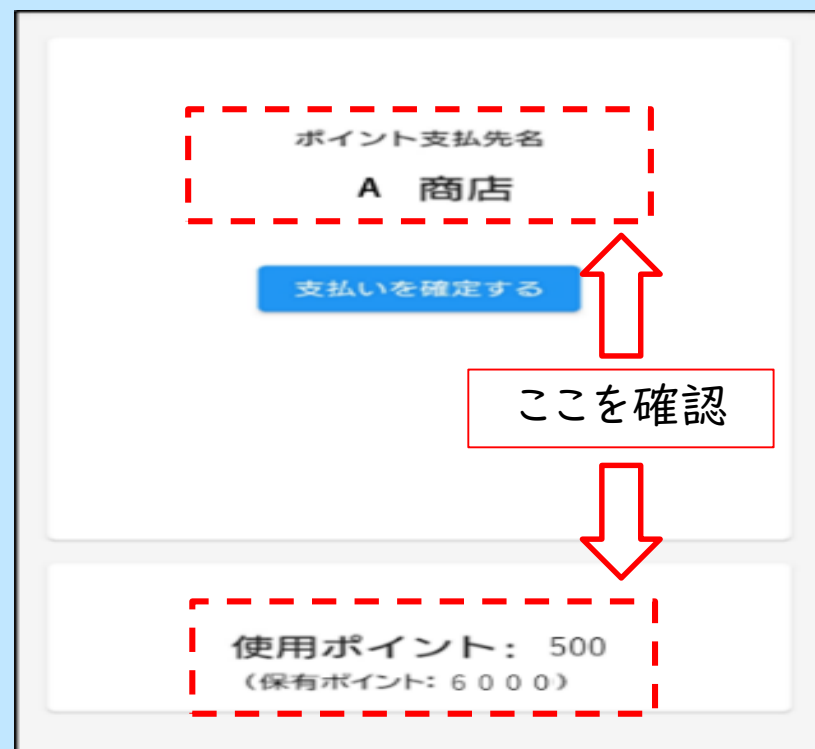 ポイント支払先名
A 商店
支払いを確定する
ここを確認
使用ポイント： 500
（保有ポイント：６０００）